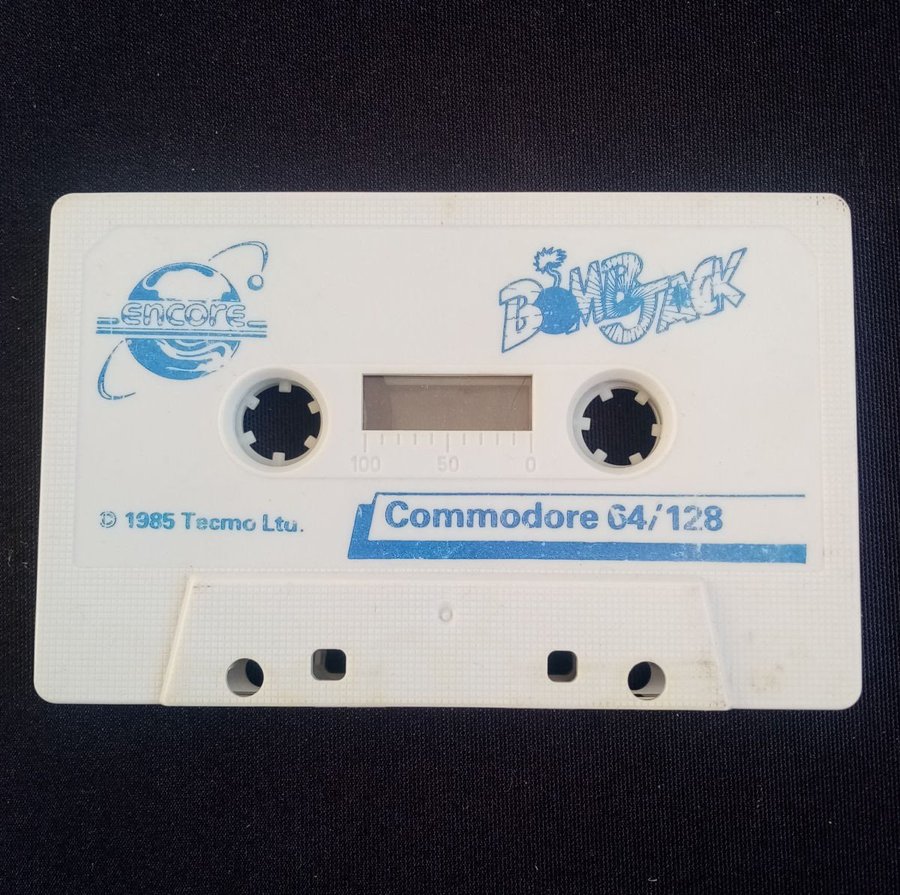 encore
BOMBJACK
100 50 0
© 1985 Tecmo Ltd.
Commodore 64/128